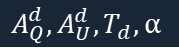 $A_Q^d, A_U^d, T_d, α$